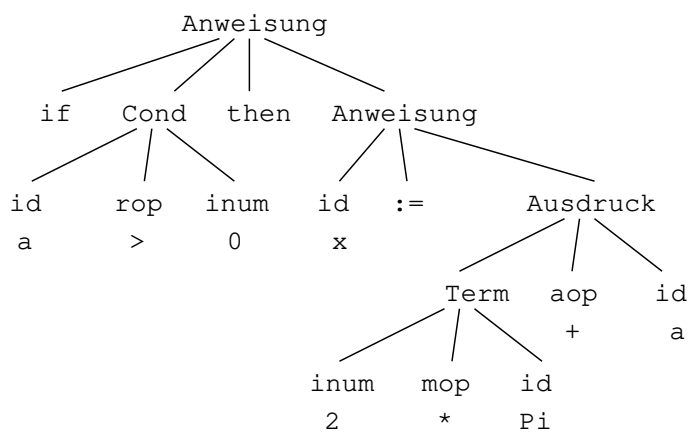 Anweisung
if Cond then Anweisung
id rop inum id := Ausdruck
a > 0 x
Term aop id
+ a
inum mop id
2 * Pi